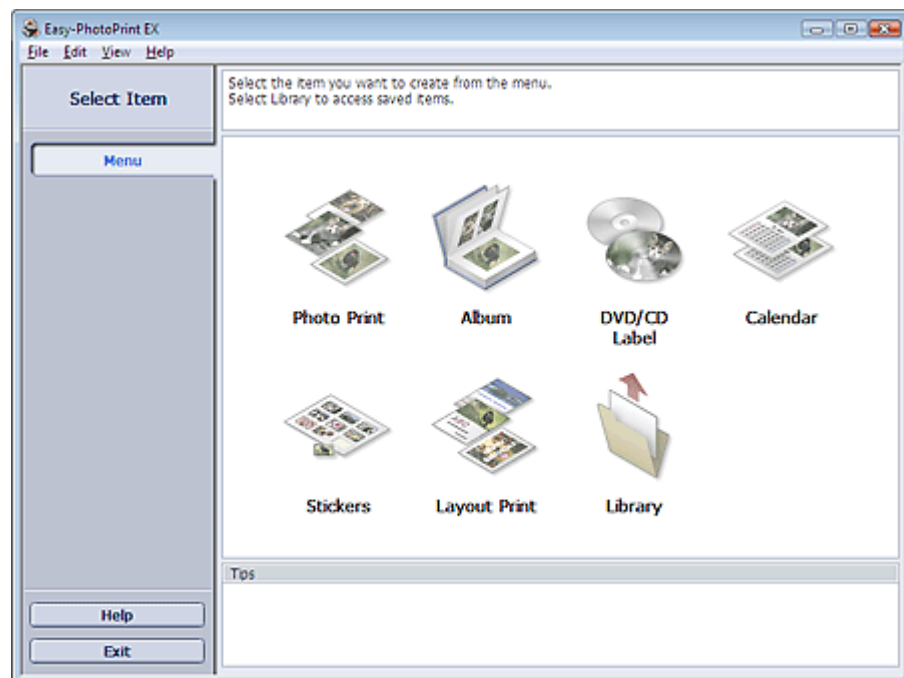 Easy-PhotoPrint EX
File Edit View Help
Select Item
Select the item you want to create from the menu.
Select Library to access saved items.
Menu
Photo Print
Album
DVD/CD
Label
Calendar
Stickers
Layout Print
Library
Tips
Help
Exit